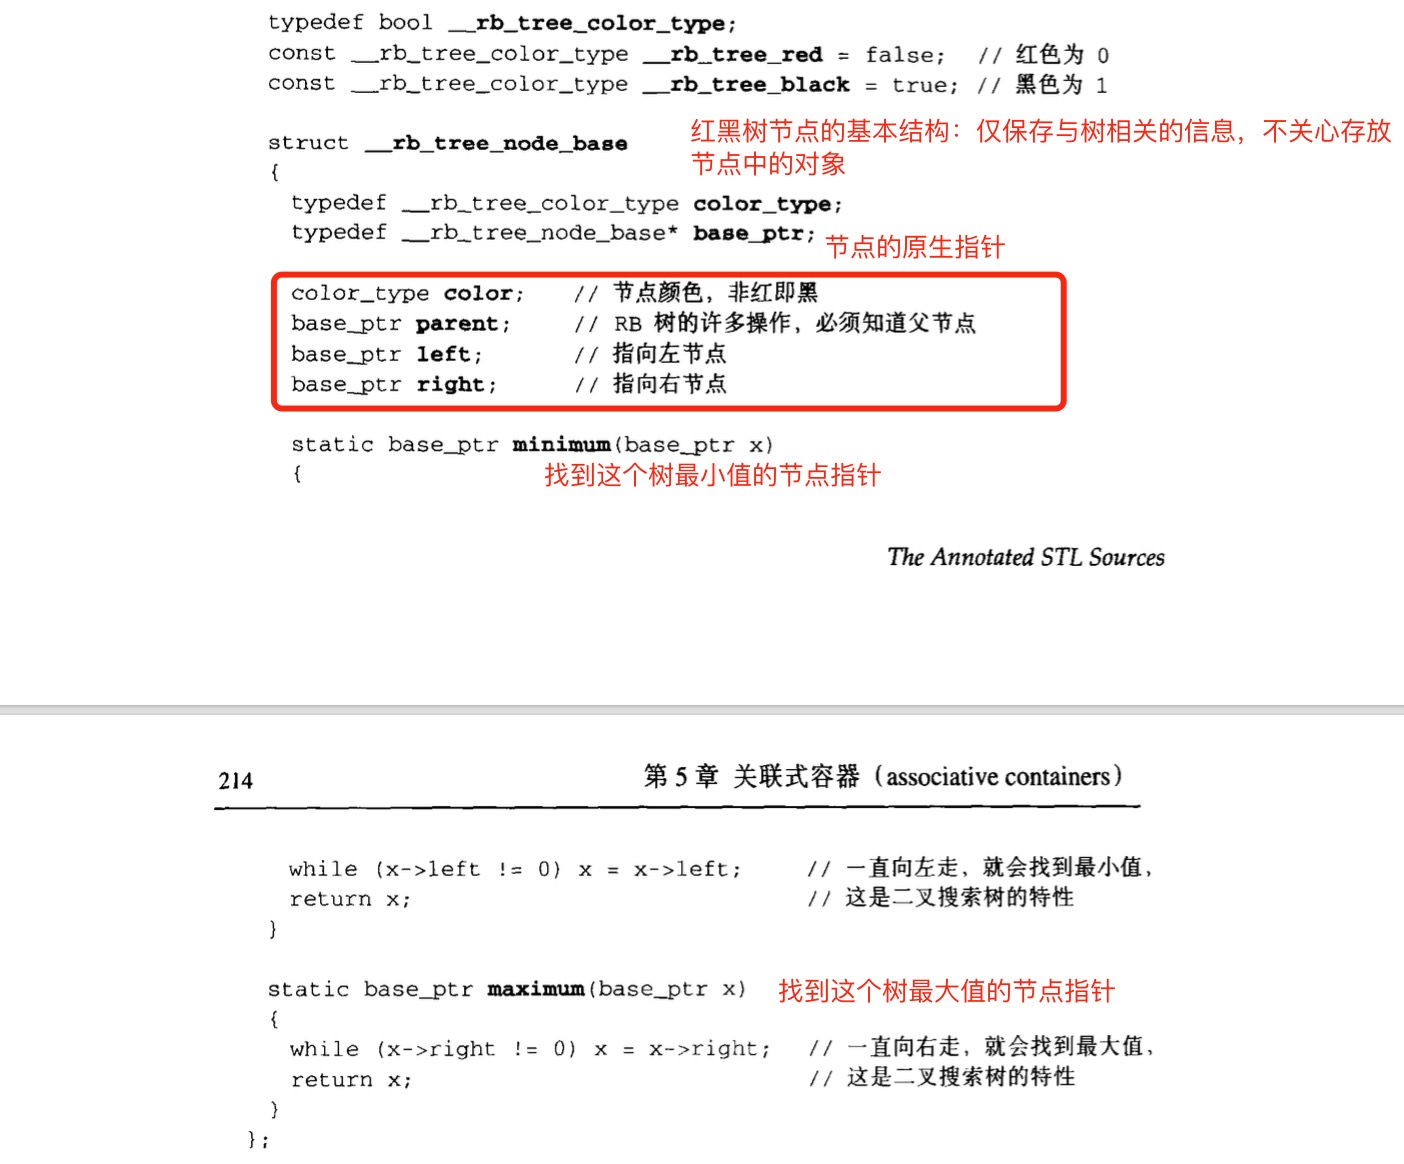 typedef bool __rb_tree_color_type;
const __rb_tree_color_type __rb_tree_red = false; // 红色为 0
const __rb_tree_color_type __rb_tree_black = true; // 黑色为 1
struct __rb_tree_node_base
红黑树节点的基本结构：仅保存与树相关的信息，不关心存放
节点中的对象
{
typedef __rb_tree_color_type color_type;
typedef __rb_tree_node_base* base_ptr;
节点的原生指针
color_type color; // 节点颜色，非红即黑
base_ptr parent; // RB 树的许多操作，必须知道父节点
base_ptr left; // 指向左节点
base_ptr right; // 指向右节点
static base_ptr minimum(base_ptr x)
{
找到这个树最小值的节点指针
The Annotated STL Sources
214 第 5 章 关联式容器（associative containers）
while (x->left != 0) x = x->left; // 一直向左走，就会找到最小值，
return x; // 这是二叉搜索树的特性
}
static base_ptr maximum(base_ptr x) 找到这个树最大值的节点指针
{
while (x->right != 0) x = x->right; // 一直向右走，就会找到最大值，
return x; // 这是二叉搜索树的特性
}
};